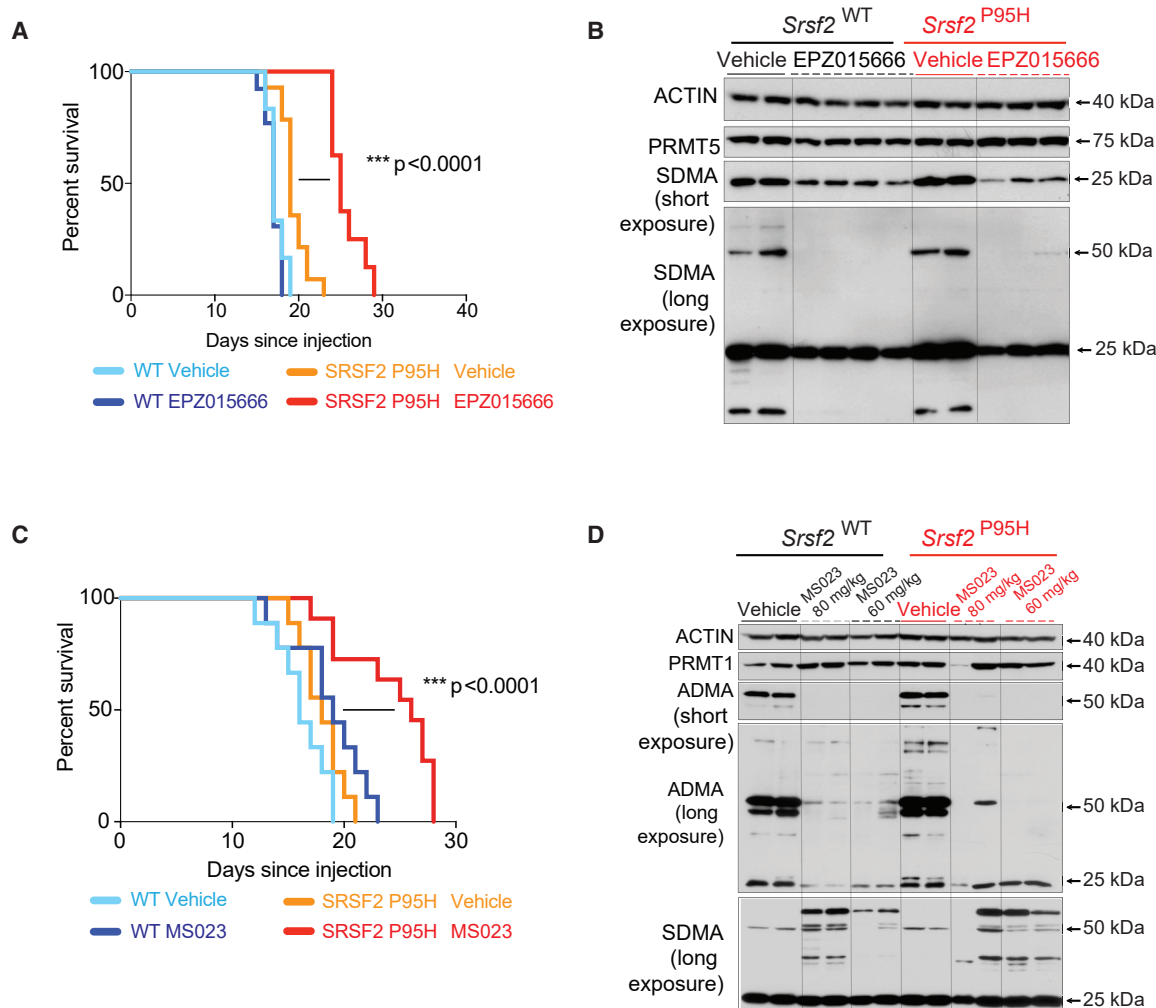 A
100
50
0
Percent survival
0 10 20 30 40
Days since injection
*** p<0.0001
WT Vehicle
SRSF2 P95H Vehicle
WT EPZ015666
SRSF2 P95H EPZ015666
B
Srsf2 WT
Srsf2 P95H
Vehicle EPZ015666 Vehicle EPZ015666
ACTIN
←40 kDa
PRMT5
←75 kDa
SDMA
(short
exposure)
←25 kDa
SDMA
(long
exposure)
←50 kDa
←25 kDa
C
100
50
0
Percent survival
0 10 20 30
Days since injection
*** p<0.0001
WT Vehicle
SRSF2 P95H Vehicle
WT MS023
SRSF2 P95H MS023
D
Srsf2 WT
Srsf2 P95H
Vehicle
MS023
80 mg/kg
MS023
60 mg/kg
Vehicle
MS023
80 mg/kg
MS023
60 mg/kg
ACTIN
←40 kDa
PRMT1
←40 kDa
ADMA
(short
exposure)
←50 kDa
ADMA
(long
exposure)
←50 kDa
←25 kDa
SDMA
(long
exposure)
←50 kDa
←25 kDa